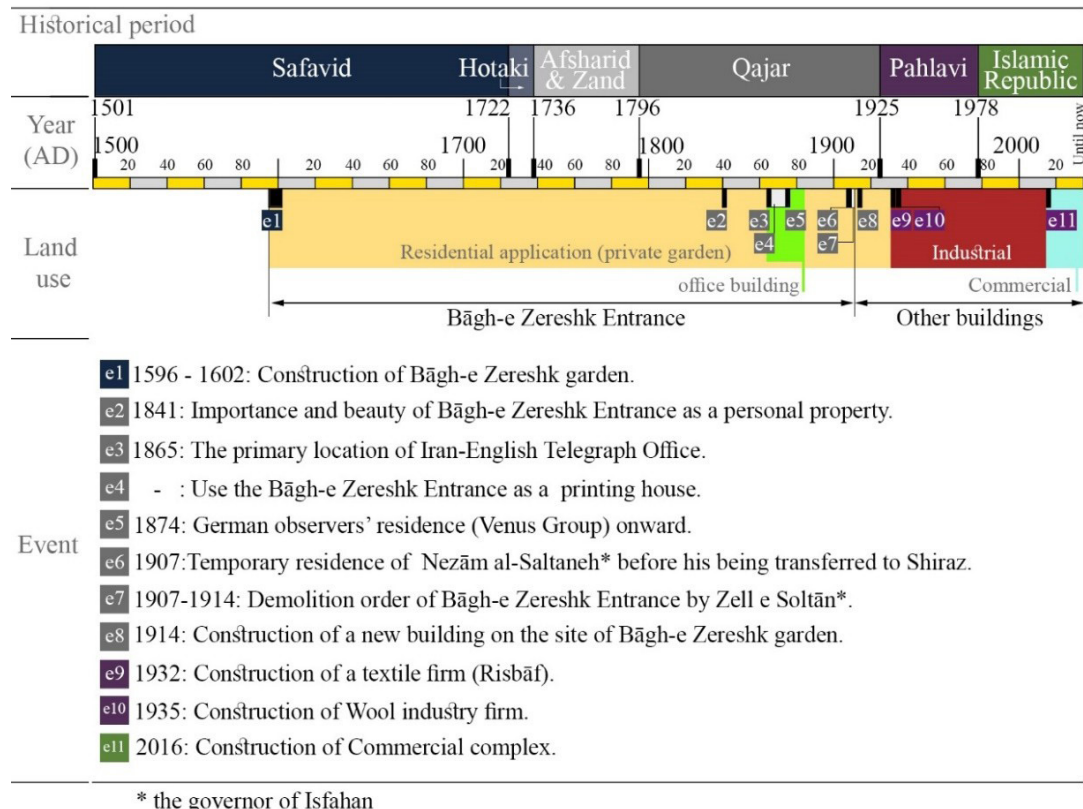 Historical period
Safavid
Hotaki
Afsharid & Zand
Qajar
Pahlavi
Islamic Republic
Year (AD)
1501 1722 1736 1796 1925 1978 Until now
1500 1700 1800 1900 2000
20 40 60 80 20 40 60 80 20 40 60 80 20 40 60 80 20 40 60 80 20
Land use
e1 e2 e3 e5 e6 e8 e9 e10 e11
e4 e7
Residential application (private garden)
Industrial
office building
Commercial
Bāgh-e Zereshk Entrance
Other buildings
Event
e1 1596 - 1602: Construction of Bāgh-e Zereshk garden.
e2 1841: Importance and beauty of Bāgh-e Zereshk Entrance as a personal property.
e3 1865: The primary location of Iran-English Telegraph Office.
e4 - : Use the Bāgh-e Zereshk Entrance as a printing house.
e5 1874: German observers' residence (Venus Group) onward.
e6 1907:Temporary residence of Nezām al-Saltaneh* before his being transferred to Shiraz.
e7 1907-1914: Demolition order of Bāgh-e Zereshk Entrance by Zell e Soltān*.
e8 1914: Construction of a new building on the site of Bāgh-e Zereshk garden.
e9 1932: Construction of a textile firm (Risbāf).
e10 1935: Construction of Wool industry firm.
e11 2016: Construction of Commercial complex.
* the governor of Isfahan